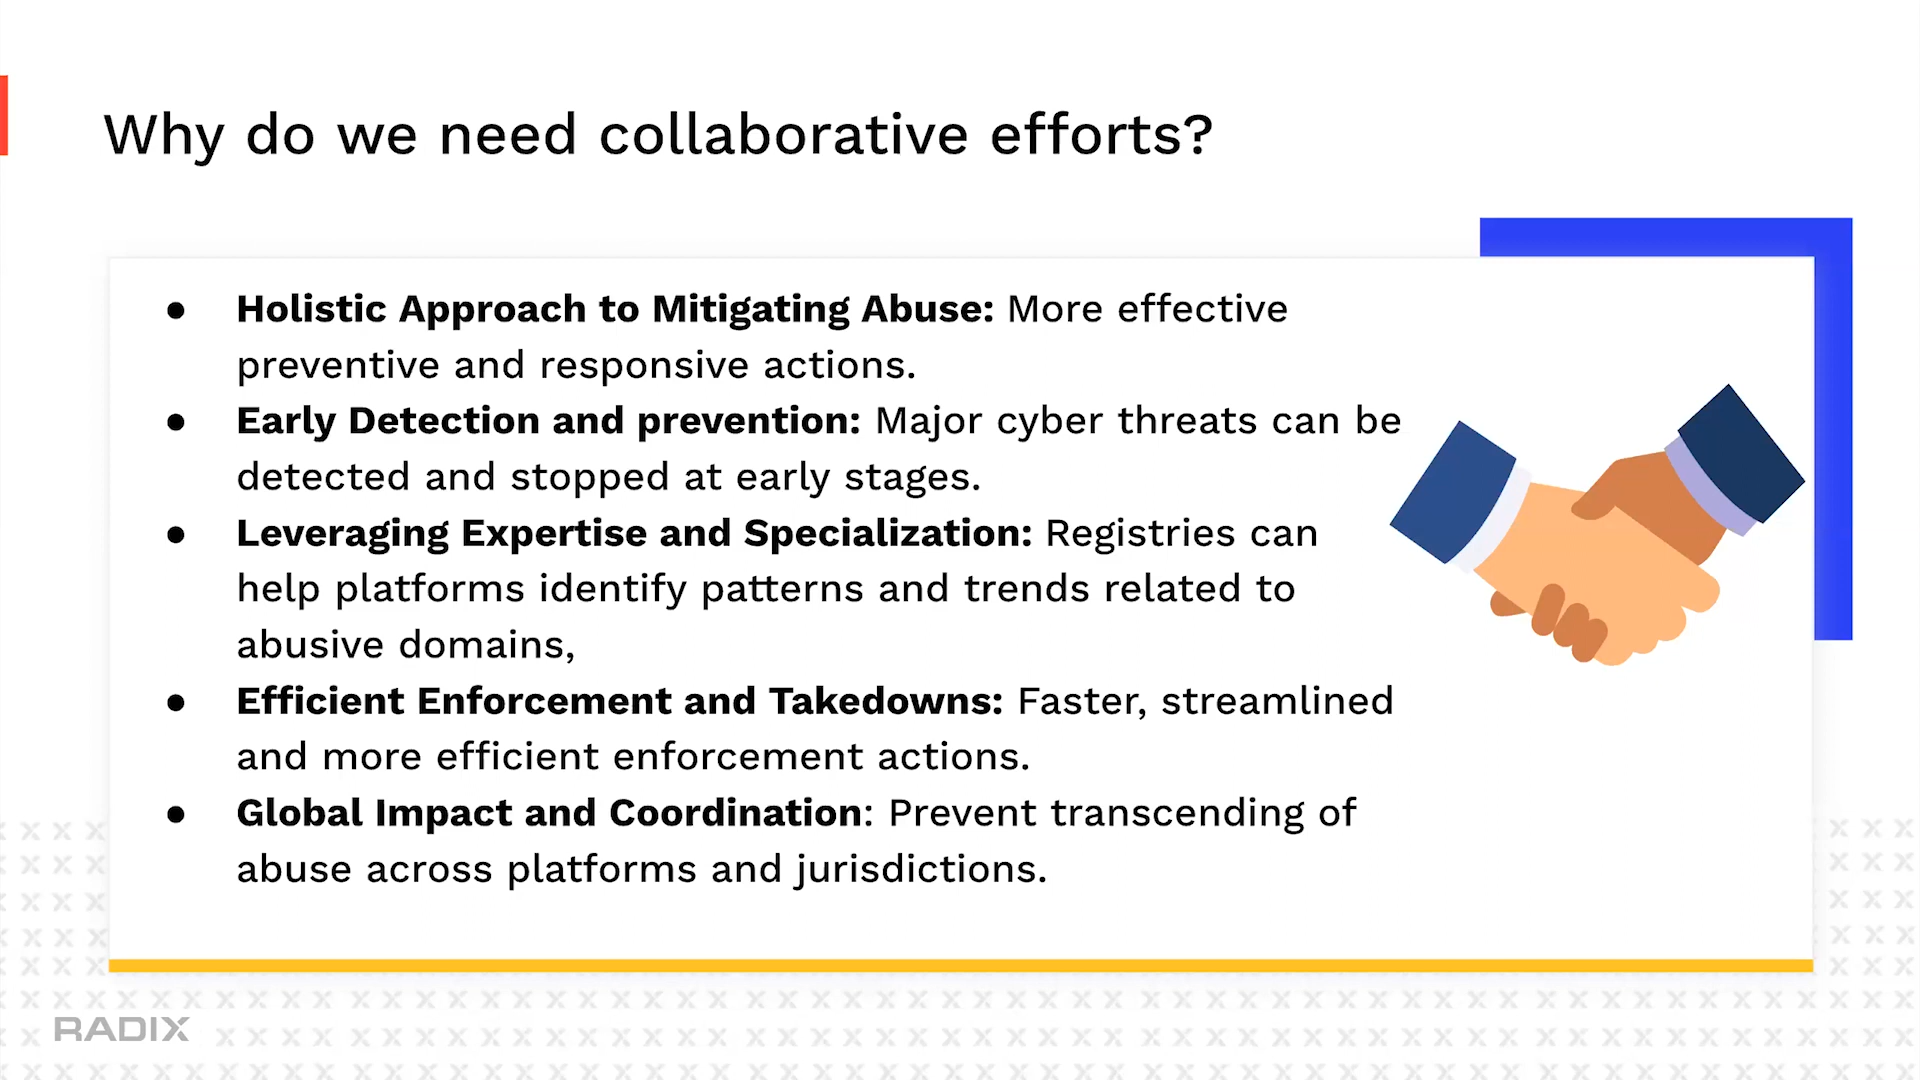 Why do we need collaborative efforts?
● Holistic Approach to Mitigating Abuse: More effective
preventive and responsive actions.
● Early Detection and prevention: Major cyber threats can be
detected and stopped at early stages.
● Leveraging Expertise and Specialization: Registries can
help platforms identify patterns and trends related to
abusive domains,
● Efficient Enforcement and Takedowns: Faster, streamlined
and more efficient enforcement actions.
● Global Impact and Coordination: Prevent transcending of
abuse across platforms and jurisdictions.
RADIX